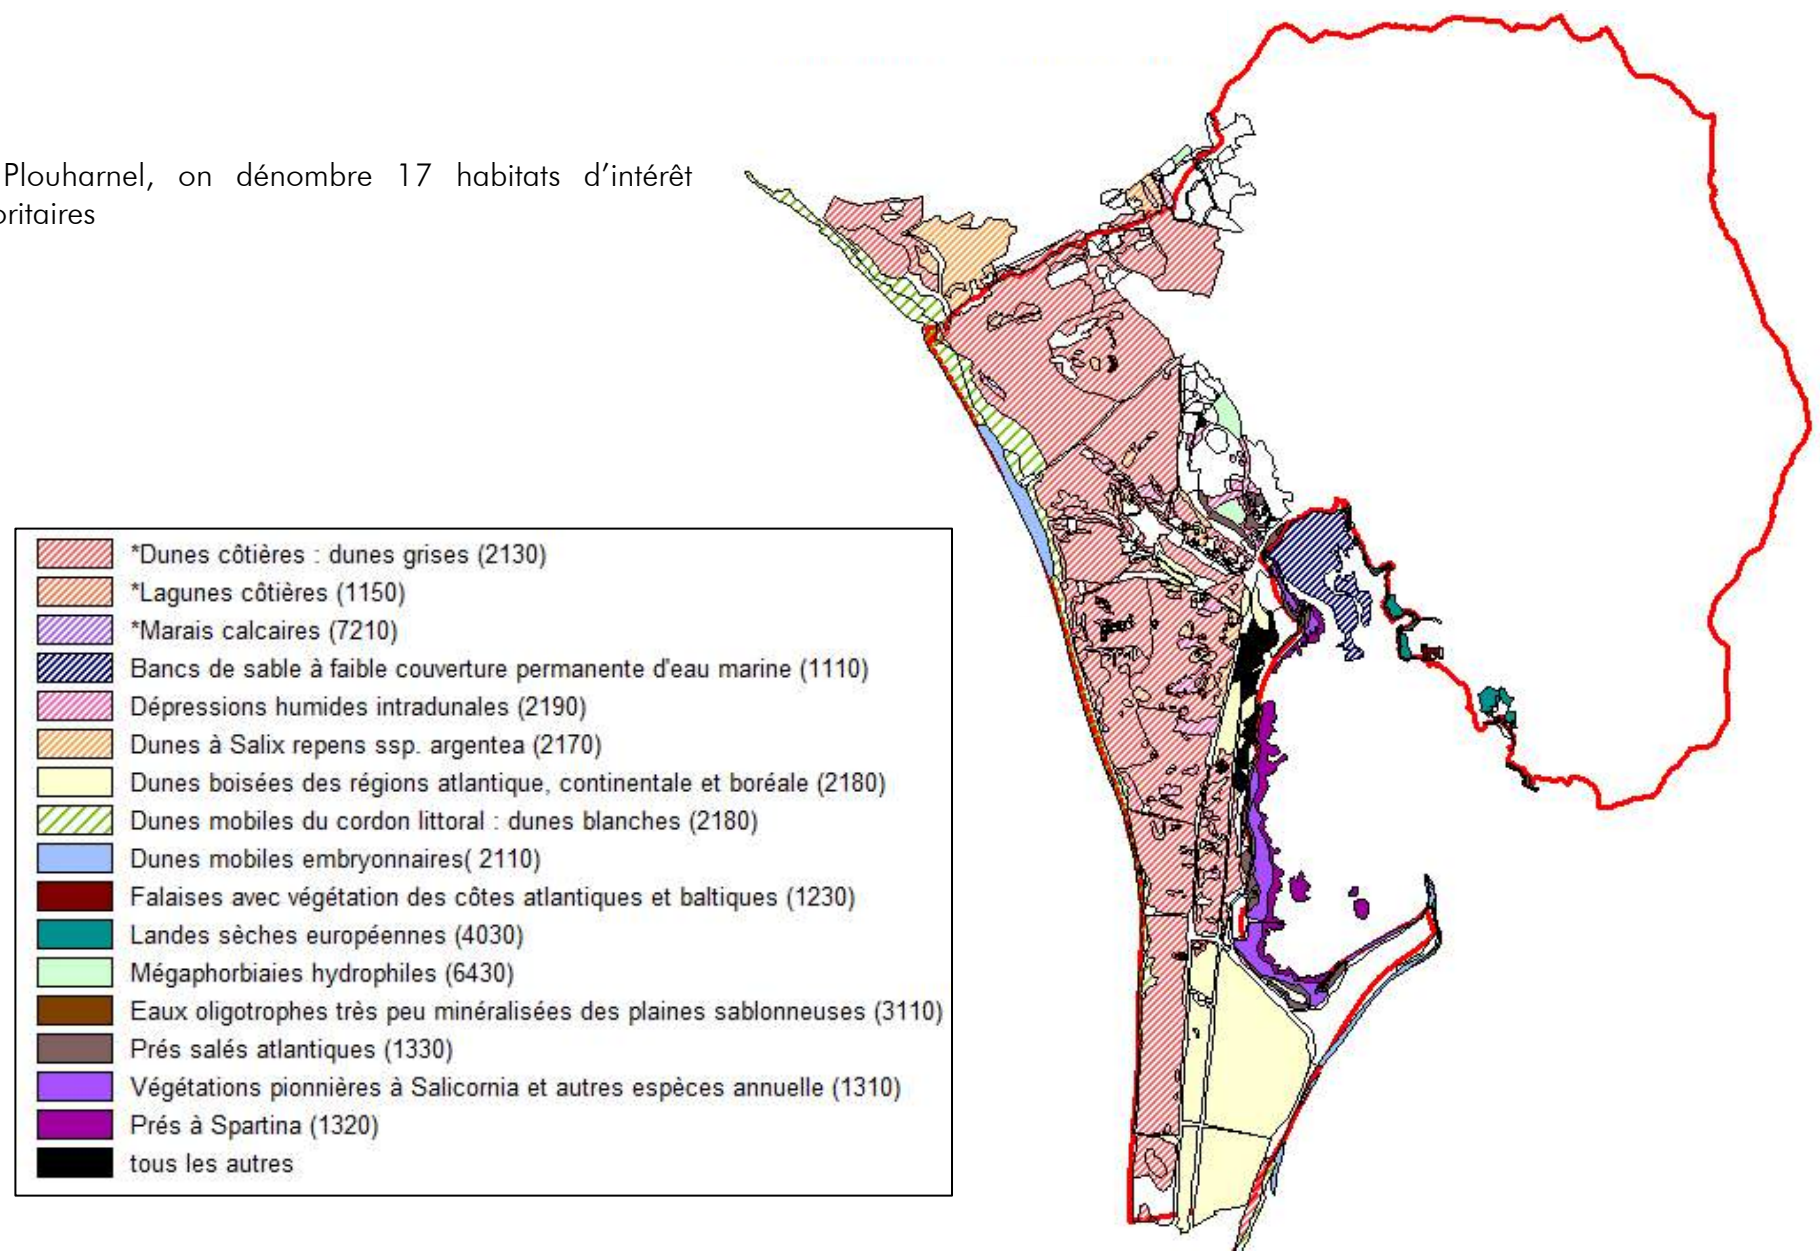 Plouharnel, on dénombre 17 habitats d’intérêt
oritaires
*Dunes côtières : dunes grises (2130)
*Lagunes côtières (1150)
*Marais calcaires (7210)
Bancs de sable à faible couverture permanente d'eau marine (1110)
Dépressions humides intradunales (2190)
Dunes à Salix repens ssp. argentea (2170)
Dunes boisées des régions atlantique, continentale et boréale (2180)
Dunes mobiles du cordon littoral : dunes blanches (2180)
Dunes mobiles embryonnaires( 2110)
Falaises avec végétation des côtes atlantiques et baltiques (1230)
Landes sêches européennes (4030)
Mégaphorbiaies hydrophiles (6430)
Eaux oligotrophes très peu minéralisées des plaines sablonneuses (3110)
Prés salés atlantiques (1330)
Végétations pionnières à Salicornia et autres espèces annuelle (1310)
Prés à Spartina (1320)
tous les autres